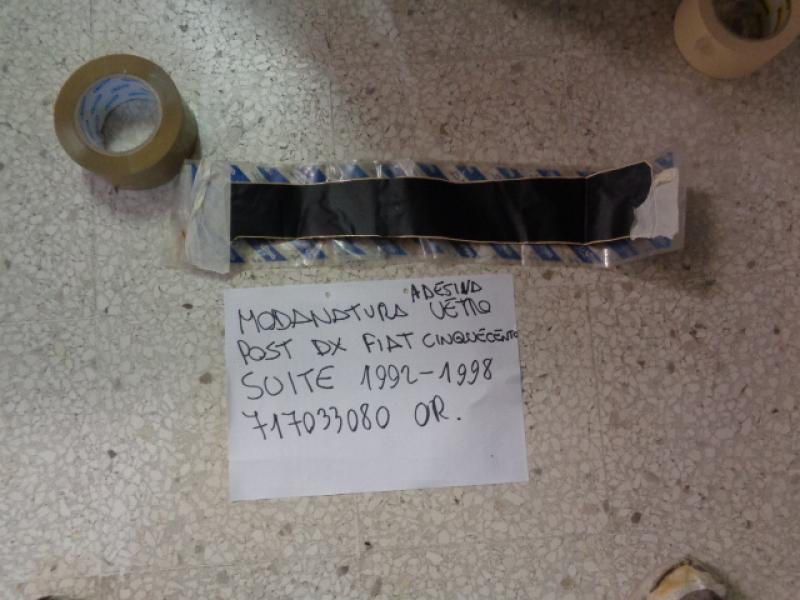 MODANATURA ADESIVA VETRO
POST DX FIAT CINQUECENTO
SUITE 1992-1998
717033080 OR.